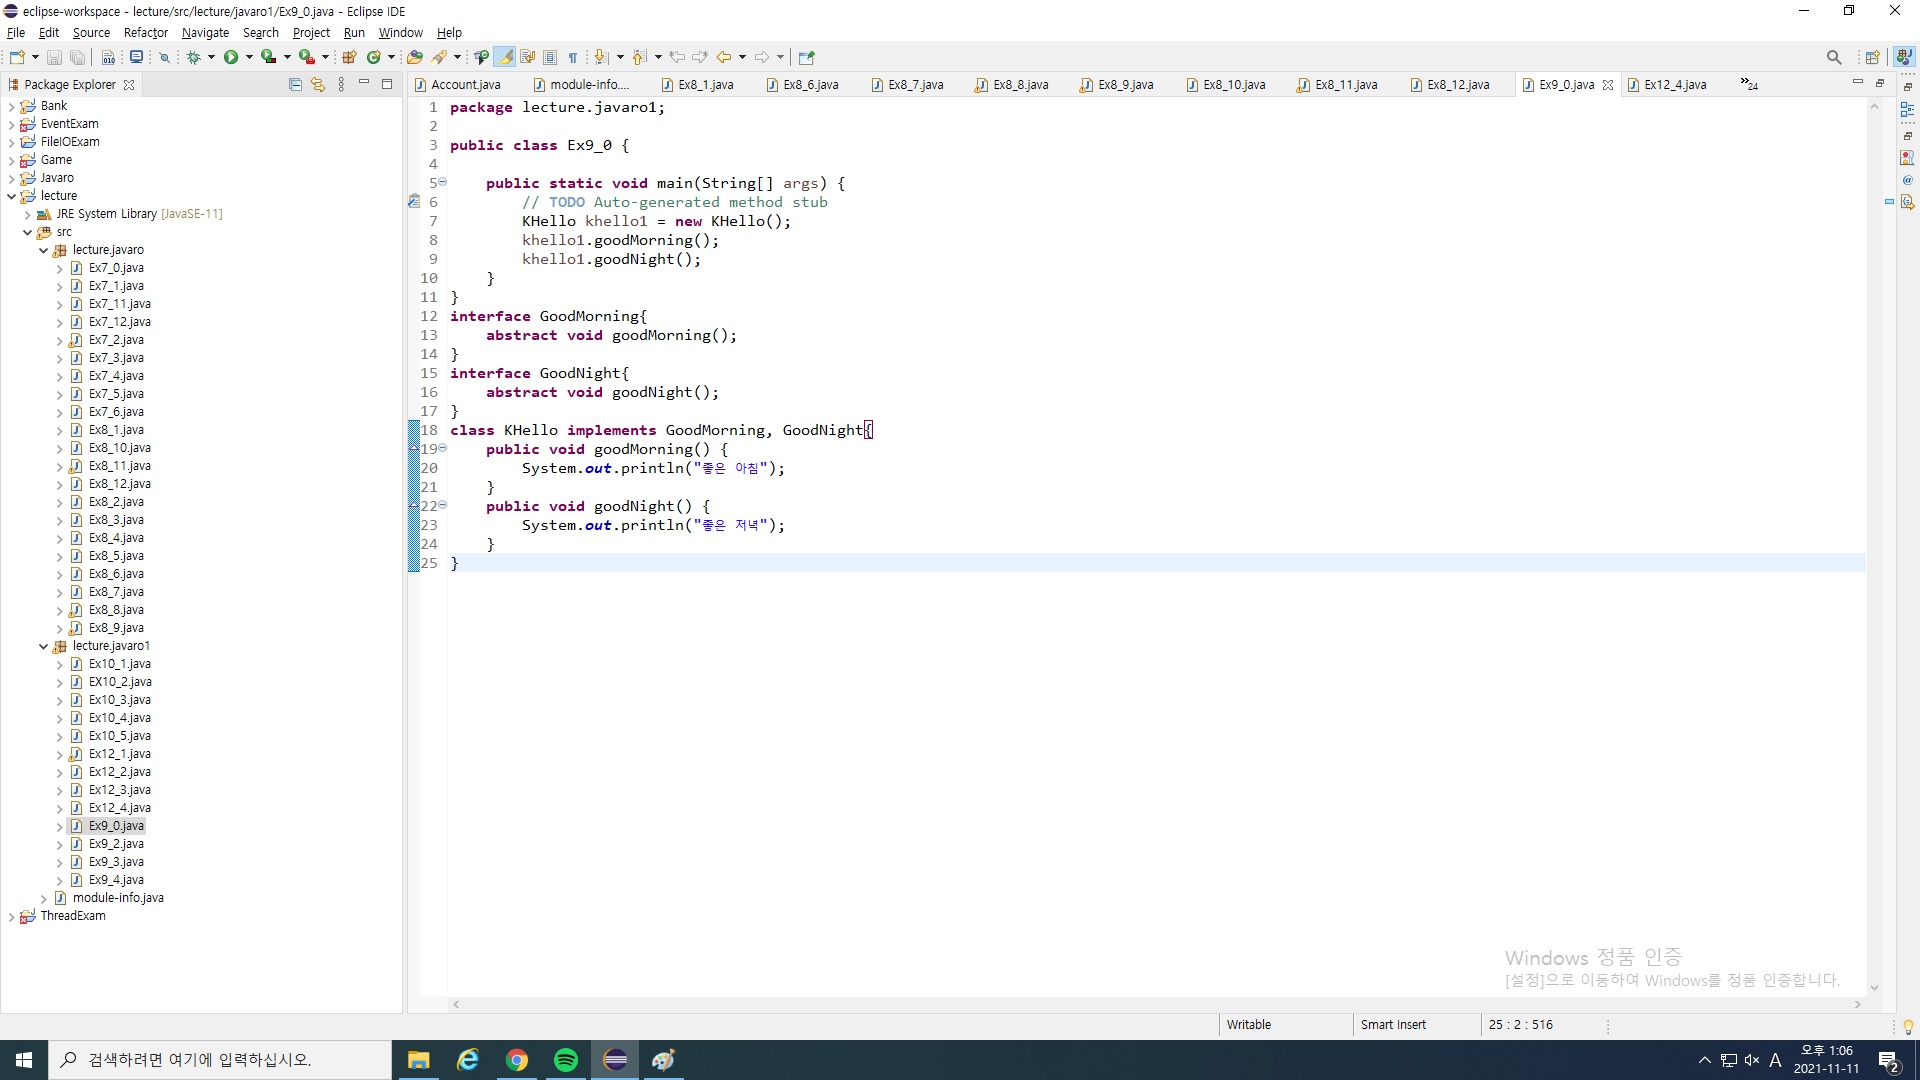 eclipse-workspace - lecture/src/lecture/javaro1/Ex9_0.java - Eclipse IDE
File Edit Source Refactor Navigate Search Project Run Window Help
Package Explorer
Account.java module-info.... Ex8_1.java Ex8_6.java Ex8_7.java Ex8_8.java Ex8_9.java Ex8_10.java Ex8_11.java Ex8_12.java Ex9_0.java Ex12_4.java »24
Bank
EventExam
FileIOExam
Game
Javaro
lecture
JRE System Library [JavaSE-11]
src
lecture.javaro
Ex7_0.java
Ex7_1.java
Ex7_11.java
Ex7_12.java
Ex7_2.java
Ex7_3.java
Ex7_4.java
Ex7_5.java
Ex7_6.java
Ex8_1.java
Ex8_10.java
Ex8_11.java
Ex8_12.java
Ex8_2.java
Ex8_3.java
Ex8_4.java
Ex8_5.java
Ex8_6.java
Ex8_7.java
Ex8_8.java
Ex8_9.java
lecture.javaro1
Ex10_1.java
EX10_2.java
Ex10_3.java
Ex10_4.java
Ex10_5.java
Ex12_1.java
Ex12_2.java
Ex12_3.java
Ex12_4.java
Ex9_0.java
Ex9_2.java
Ex9_3.java
Ex9_4.java
module-info.java
ThreadExam
1 package lecture.javaro1;
2
3 public class Ex9_0 {
4
5 public static void main(String[] args) {
6 // TODO Auto-generated method stub
7 KHello khello1 = new KHello();
8 khello1.goodMorning();
9 khello1.goodNight();
10 }
11 }
12 interface GoodMorning{
13 abstract void goodMorning();
14 }
15 interface GoodNight{
16 abstract void goodNight();
17 }
18 class KHello implements GoodMorning, GoodNight{
19 public void goodMorning() {
20 System.out.println("좋은 아침");
21 }
22 public void goodNight() {
23 System.out.println("좋은 저녁");
24 }
25 }
Windows 정품 인증
[설정]으로 이동하여 Windows를 정품 인증합니다.
Writable Smart Insert 25 : 2 : 516
검색하려면 여기에 입력하십시오.
A 오후 1:06
2021-11-11
2